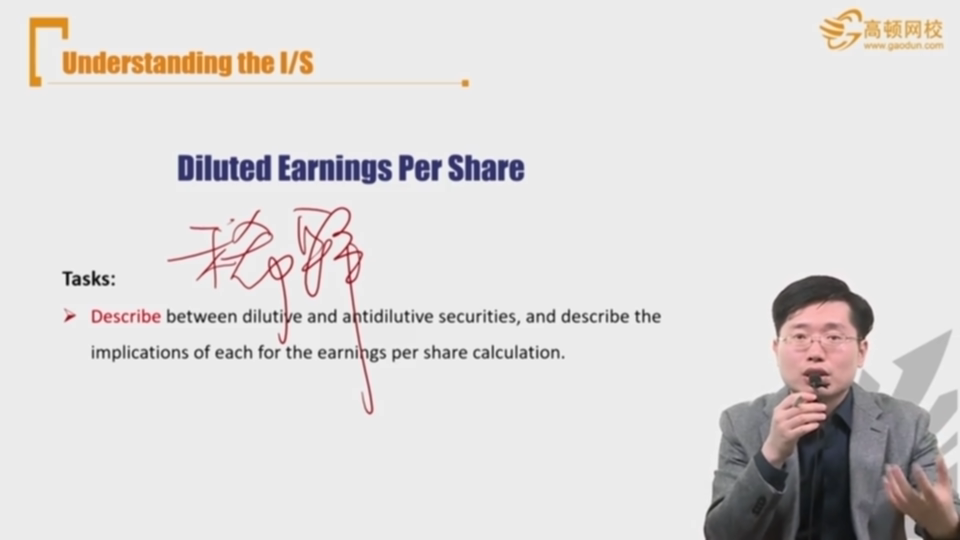 Understanding the I/S
高顿网校
www.gaodun.com
Diluted Earnings Per Share
稀释
Tasks:
Describe between dilutive and antidilutive securities, and describe the
implications of each for the earnings per share calculation.